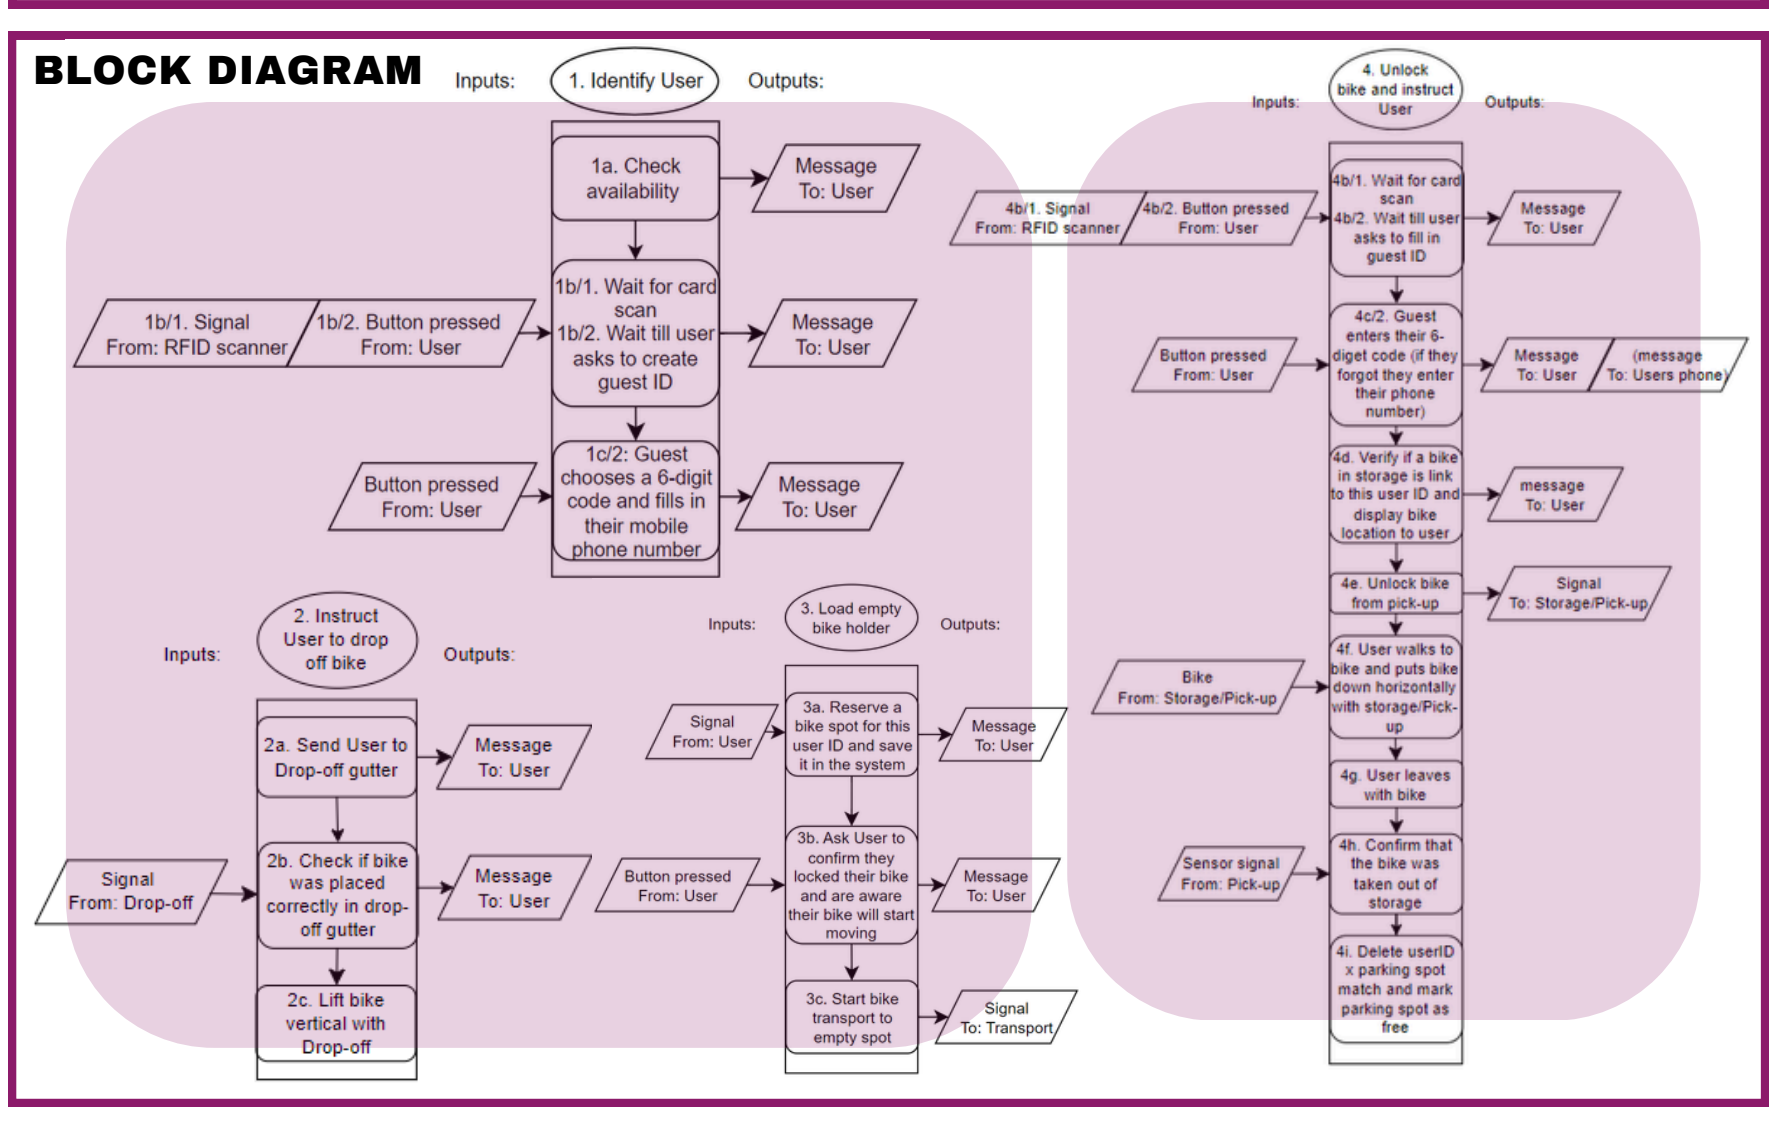 BLOCK DIAGRAM
Inputs:
1. Identify User
Outputs:
1a. Check
availability
Message
To: User
1b/1. Signal
From: RFID scanner
1b/2. Button pressed
From: User
1b/1. Wait for card
scan
1b/2. Wait till user
asks to create
guest ID
Message
To: User
Button pressed
From: User
1c/2: Guest
chooses a 6-digit
code and fills in
their mobile
phone number
Message
To: User
Inputs:
2. Instruct
User to drop
off bike
Outputs:
2a. Send User to
Drop-off gutter
Message
To: User
Signal
From: Drop-off
2b. Check if bike
was placed
correctly in drop-
off gutter
Message
To: User
2c. Lift bike
vertical with
Drop-off
Inputs:
3. Load empty
bike holder
Outputs:
Signal
From: User
3a. Reserve a
bike spot for this
user ID and save
it in the system
Message
To: User
Button pressed
From: User
3b. Ask User to
confirm they
locked their bike
and are aware
their bike will start
moving
Message
To: User
3c. Start bike
transport to
empty spot
Signal
To: Transport
Inputs:
4. Unlock
bike and instruct
User
Outputs:
4b/1. Signal
From: RFID scanner
4b/2. Button pressed
From: User
4b/1. Wait for card
scan
4b/2. Wait till user
asks to fill in
guest ID
Message
To: User
Button pressed
From: User
4c/2. Guest
enters their 6-
diget code (if they
forgot they enter
their phone
number)
Message
To: User
(message
To: Users phone)
4d. Verify if a bike
in storage is link
to this user ID and
display bike
location to user
message
To: User
4e. Unlock bike
from pick-up
Signal
To: Storage/Pick-up
Bike
From: Storage/Pick-up
4f. User walks to
bike and puts bike
down horizontally
with storage/Pick-
up
4g. User leaves
with bike
Sensor signal
From: Pick-up
4h. Confirm that
the bike was
taken out of
storage
4i. Delete userID
x parking spot
match and mark
parking spot as
free